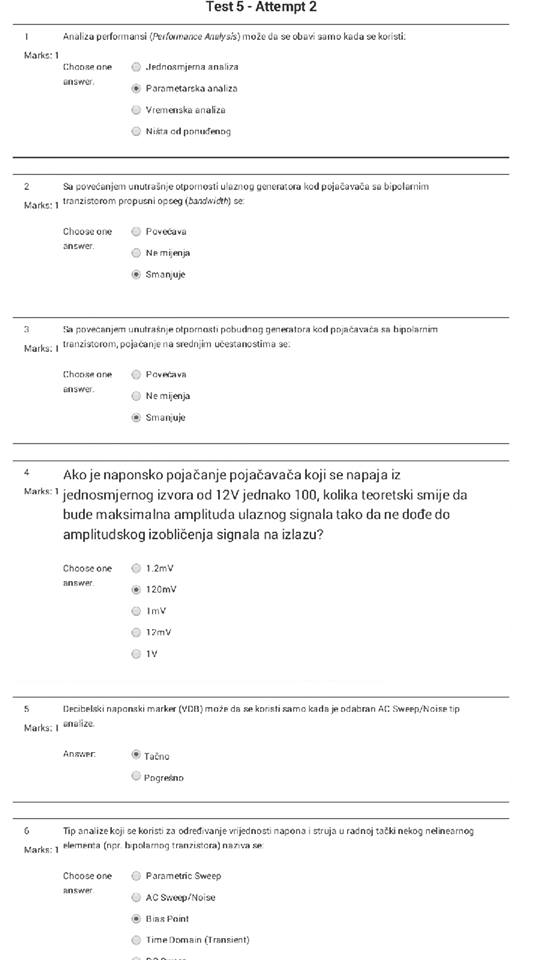 Test 5 - Attempt 2
1 Analiza performansi (Performance Analysis) može da se obavi samo kada se koristi:
Marks: 1
Choose one answer.
Jednosmjerna analiza
Parametarska analiza
Vremenska analiza
Ništa od ponuđenog
2 Sa povećanjem unutrašnje otpornosti ulaznog generatora kod pojačavača sa bipolarnim
Marks: 1 tranzistorom propusni opseg (bandwidth) se:
Choose one answer.
Povećava
Ne mijenja
Smanjuje
3 Sa povećanjem unutrašnje otpornosti pobudnog generatora kod pojačavača sa bipolarnim
Marks: 1 tranzistorom, pojačanje na srednjim učestanostima se:
Choose one answer.
Povećava
Ne mijenja
Smanjuje
4 Ako je naponsko pojačanje pojačavača koji se napaja iz
Marks: 1 jednosmjernog izvora od 12V jednako 100, kolika teoretski smije da
bude maksimalna amplituda ulaznog signala tako da ne dođe do
amplitudskog izobličenja signala na izlazu?
Choose one answer.
1.2mV
120mV
1mV
12mV
1V
5 Decibelski naponski marker (VDB) može da se koristi samo kada je odabran AC Sweep/Noise tip
Marks: 1 analize.
Answer:
Tačno
Pogrešno
6 Tip analize koji se koristi za određivanje vrijednosti napona i struja u radnoj tački nekog nelinearnog
Marks: 1 elementa (npr. bipolarnog tranzistora) naziva se:
Choose one answer.
Parametric Sweep
AC Sweep/Noise
Bias Point
Time Domain (Transient)